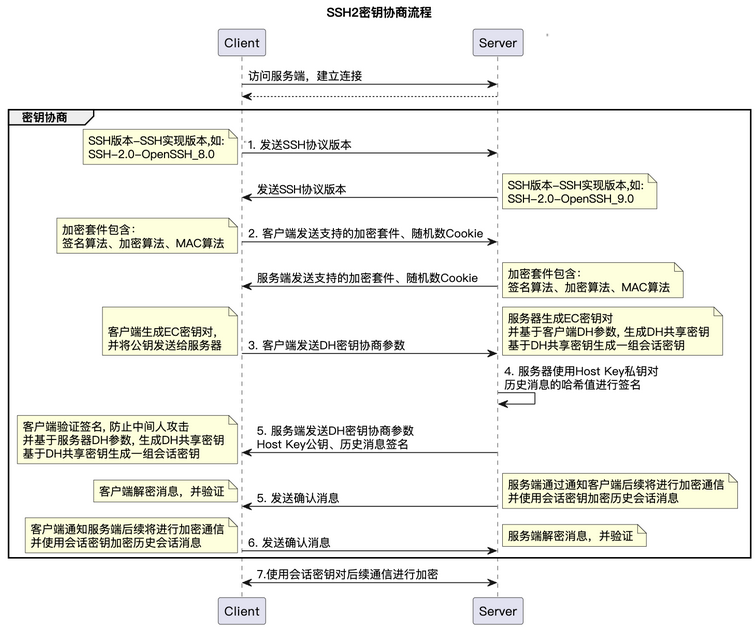 SSH2密钥协商流程
Client
Server
访问服务端，建立连接
密钥协商
SSH版本-SSH实现版本,如:
SSH-2.0-OpenSSH_8.0
1. 发送SSH协议版本
发送SSH协议版本
SSH版本-SSH实现版本,如:
SSH-2.0-OpenSSH_9.0
加密套件包含：
签名算法、加密算法、MAC算法
2. 客户端发送支持的加密套件、随机数Cookie
服务端发送支持的加密套件、随机数Cookie
加密套件包含：
签名算法、加密算法、MAC算法
客户端生成EC密钥对，
并将公钥发送给服务器
3. 客户端发送DH密钥协商参数
服务器生成EC密钥对
并基于客户端DH参数, 生成DH共享密钥
基于DH共享密钥生成一组会话密钥
4. 服务器使用Host Key私钥对
历史消息的哈希值进行签名
客户端验证签名, 防止中间人攻击
并基于服务器DH参数, 生成DH共享密钥
基于DH共享密钥生成一组会话密钥
5. 服务端发送DH密钥协商参数
Host Key公钥、历史消息签名
客户端解密消息，并验证
5. 发送确认消息
服务端通过通知客户端后续将进行加密通信
并使用会话密钥加密历史会话消息
客户端通知服务端后续将进行加密通信
并使用会话密钥加密历史会话消息
6. 发送确认消息
服务端解密消息，并验证
7.使用会话密钥对后续通信进行加密
Client
Server